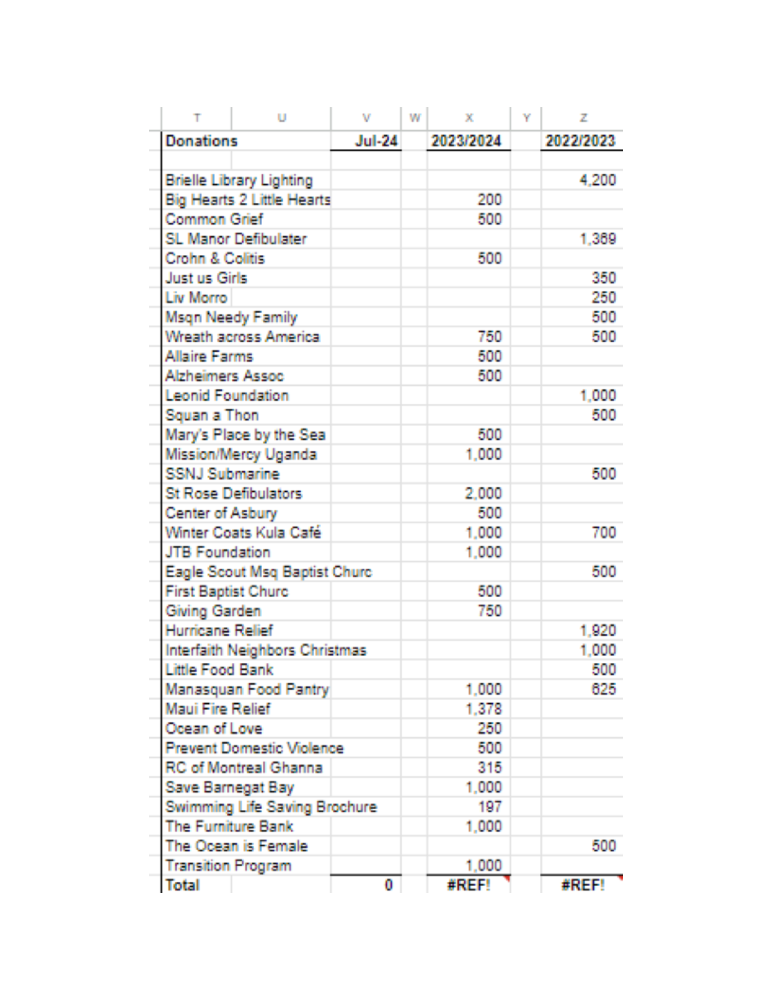 T U V W X Y Z
Donations Jul-24 2023/2024 2022/2023
Brielle Library Lighting 4,200
Big Hearts 2 Little Hearts 200
Common Grief 500
SL Manor Defibulater 1,369
Crohn & Colitis 500
Just us Girls 350
Liv Morro 250
Msqn Needy Family 500
Wreath across America 750 500
Allaire Farms 500
Alzheimers Assoc 500
Leonid Foundation 1,000
Squan a Thon 500
Mary's Place by the Sea 500
Mission/Mercy Uganda 1,000
SSNJ Submarine 500
St Rose Defibulators 2,000
Center of Asbury 500
Winter Coats Kula Café 1,000 700
JTB Foundation 1,000
Eagle Scout Msq Baptist Churc 500
First Baptist Churc 500
Giving Garden 750
Hurricane Relief 1,920
Interfaith Neighbors Christmas 1,000
Little Food Bank 500
Manasquan Food Pantry 1,000 625
Maui Fire Relief 1,378
Ocean of Love 250
Prevent Domestic Violence 500
RC of Montreal Ghanna 315
Save Barnegat Bay 1,000
Swimming Life Saving Brochure 197
The Furniture Bank 1,000
The Ocean is Female 500
Transition Program 1,000
Total 0 #REF! #REF!